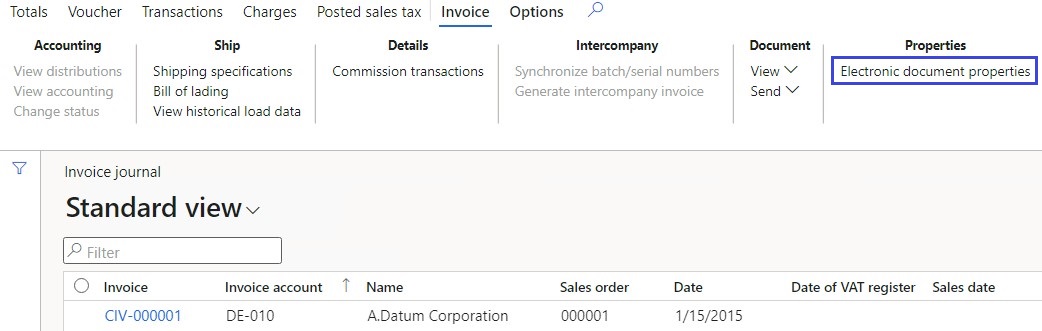 Totals Voucher Transactions Charges Posted sales tax Invoice Options
Accounting Ship Details Intercompany Document Properties
View distributions Shipping specifications Commission transactions Synchronize batch/serial numbers View Electronic document properties
View accounting Bill of lading Generate intercompany invoice Send
Change status View historical load data
Invoice journal
Standard view
Filter
Invoice Invoice account Name Sales order Date Date of VAT register Sales date
CIV-000001 DE-010 A.Datum Corporation 000001 1/15/2015